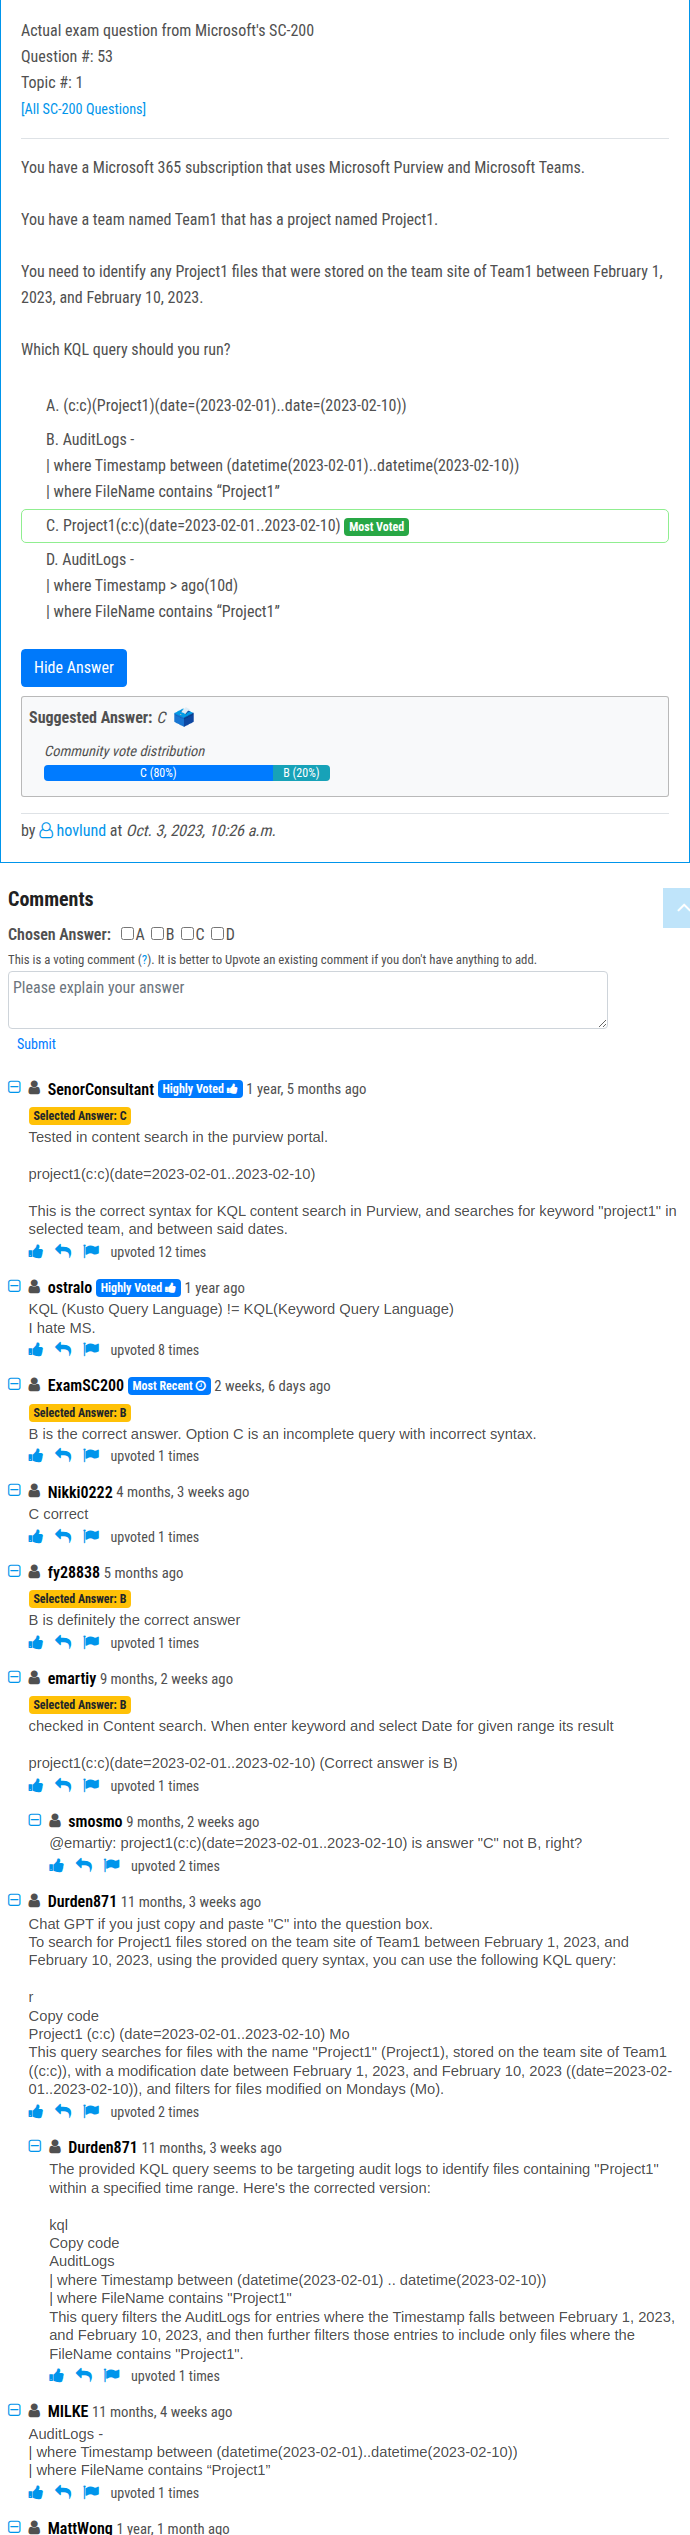 Actual exam question from Microsoft's SC-200
Question #: 53
Topic #: 1
[All SC-200 Questions]
You have a Microsoft 365 subscription that uses Microsoft Purview and Microsoft Teams.
You have a team named Team1 that has a project named Project1.
You need to identify any Project1 files that were stored on the team site of Team1 between February 1,
2023, and February 10, 2023.
Which KQL query should you run?
A. (c:c)(Project1)(date=(2023-02-01)..date=(2023-02-10))
B. AuditLogs -
| where Timestamp between (datetime(2023-02-01)..datetime(2023-02-10))
| where FileName contains “Project1”
C. Project1(c:c)(date=2023-02-01..2023-02-10) Most Voted
D. AuditLogs -
| where Timestamp > ago(10d)
| where FileName contains “Project1”
Hide Answer
Suggested Answer: C
Community vote distribution
C (80%) B (20%)
by hovlund at Oct. 3, 2023, 10:26 a.m.
Comments
Chosen Answer: A B C D
This is a voting comment (?). It is better to Upvote an existing comment if you don't have anything to add.
Please explain your answer
Submit
SenorConsultant Highly Voted 1 year, 5 months ago
Selected Answer: C
Tested in content search in the purview portal.
project1(c:c)(date=2023-02-01..2023-02-10)
This is the correct syntax for KQL content search in Purview, and searches for keyword "project1" in
selected team, and between said dates.
upvoted 12 times
ostralo Highly Voted 1 year ago
KQL (Kusto Query Language) != KQL(Keyword Query Language)
I hate MS.
upvoted 8 times
ExamSC200 Most Recent 2 weeks, 6 days ago
Selected Answer: B
B is the correct answer. Option C is an incomplete query with incorrect syntax.
upvoted 1 times
Nikki0222 4 months, 3 weeks ago
C correct
upvoted 1 times
fy28838 5 months ago
Selected Answer: B
B is definitely the correct answer
upvoted 1 times
emartiy 9 months, 2 weeks ago
Selected Answer: B
checked in Content search. When enter keyword and select Date for given range its result
project1(c:c)(date=2023-02-01..2023-02-10) (Correct answer is B)
upvoted 1 times
smosmo 9 months, 2 weeks ago
@emartiy: project1(c:c)(date=2023-02-01..2023-02-10) is answer "C" not B, right?
upvoted 2 times
Durden871 11 months, 3 weeks ago
Chat GPT if you just copy and paste "C" into the question box.
To search for Project1 files stored on the team site of Team1 between February 1, 2023, and
February 10, 2023, using the provided query syntax, you can use the following KQL query:
r
Copy code
Project1 (c:c) (date=2023-02-01..2023-02-10) Mo
This query searches for files with the name "Project1" (Project1), stored on the team site of Team1
((c:c)), with a modification date between February 1, 2023, and February 10, 2023 ((date=2023-02-
01..2023-02-10)), and filters for files modified on Mondays (Mo).
upvoted 2 times
Durden871 11 months, 3 weeks ago
The provided KQL query seems to be targeting audit logs to identify files containing "Project1"
within a specified time range. Here's the corrected version:
kql
Copy code
AuditLogs
| where Timestamp between (datetime(2023-02-01) .. datetime(2023-02-10))
| where FileName contains "Project1"
This query filters the AuditLogs for entries where the Timestamp falls between February 1, 2023,
and February 10, 2023, and then further filters those entries to include only files where the
FileName contains "Project1".
upvoted 1 times
MILKE 11 months, 4 weeks ago
AuditLogs -
| where Timestamp between (datetime(2023-02-01)..datetime(2023-02-10))
| where FileName contains “Project1”
upvoted 1 times
MattWong 1 year, 1 month ago